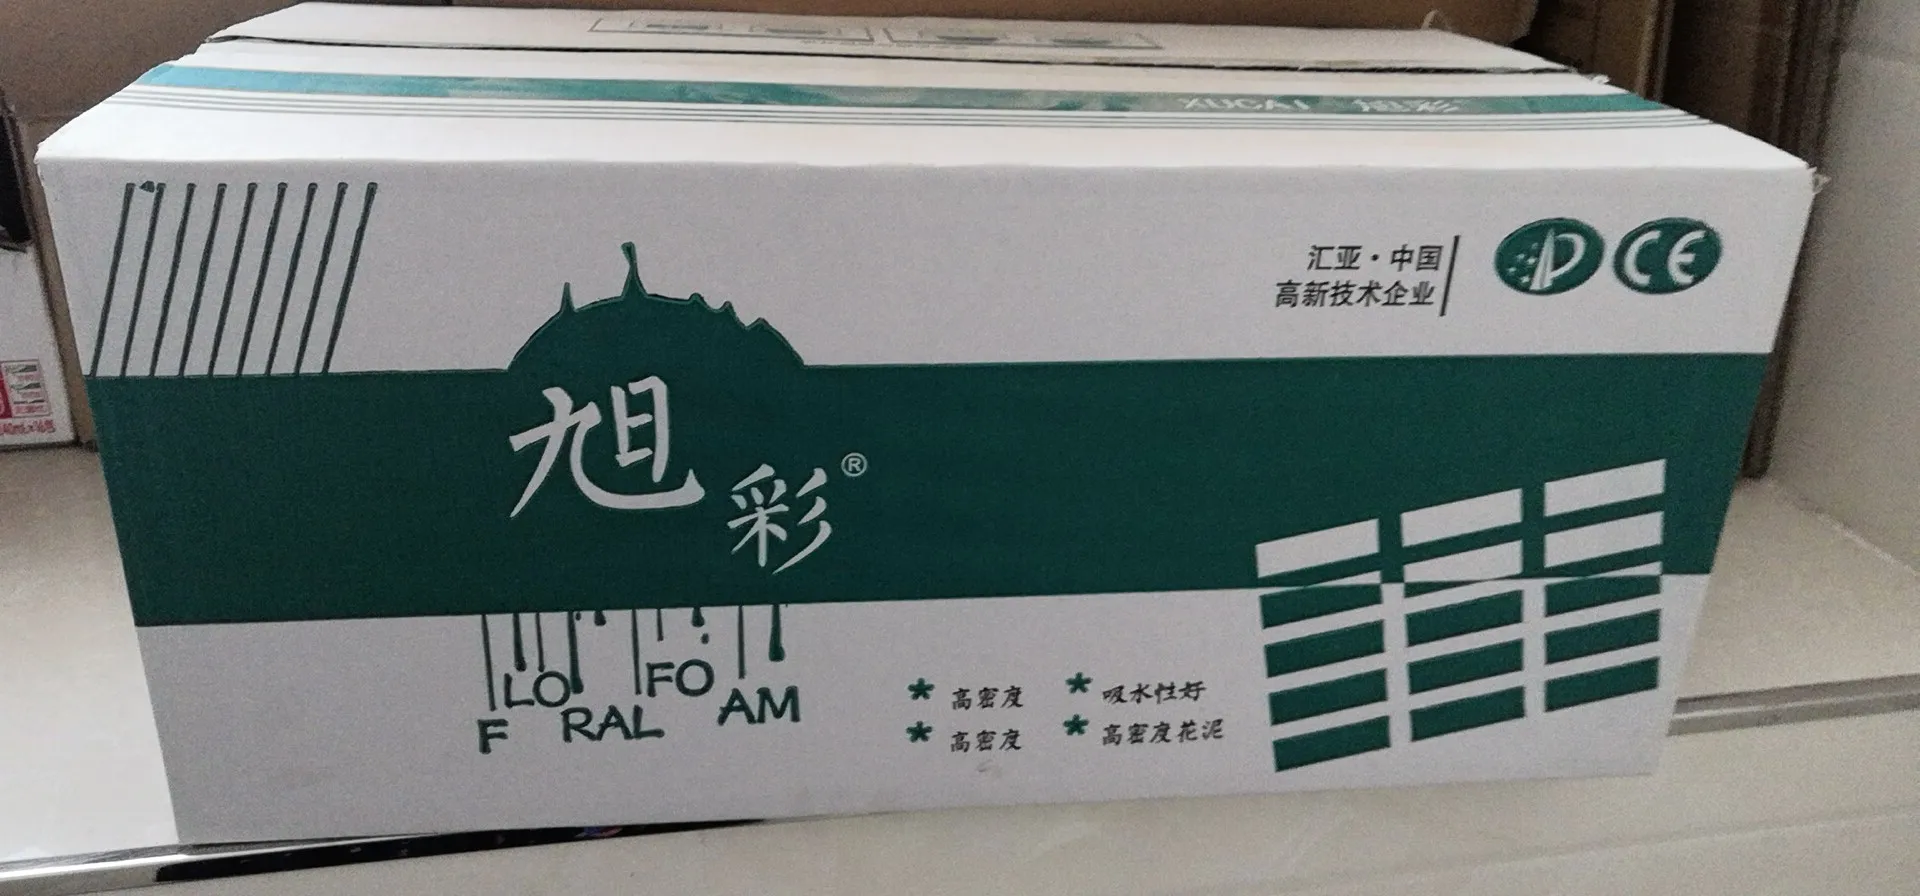 XUCAI 旭彩
汇亚·中国
高新技术企业
CE
旭彩®
FLORAL FOAM
* 高密度 * 吸水性好
* 高密度 * 高密度花泥